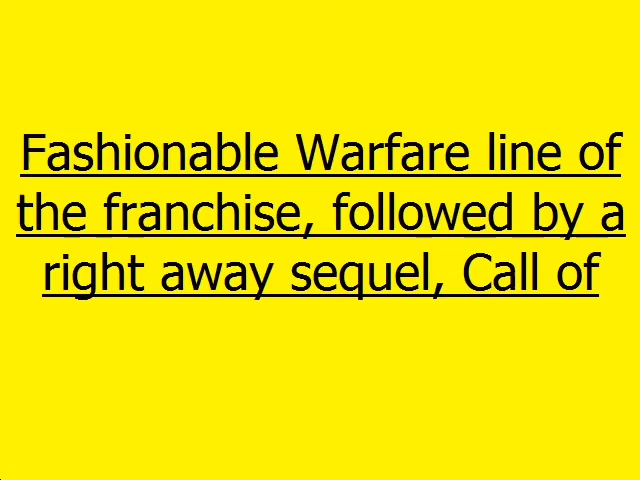 Fashionable Warfare line of
the franchise, followed by a
right away sequel, Call of